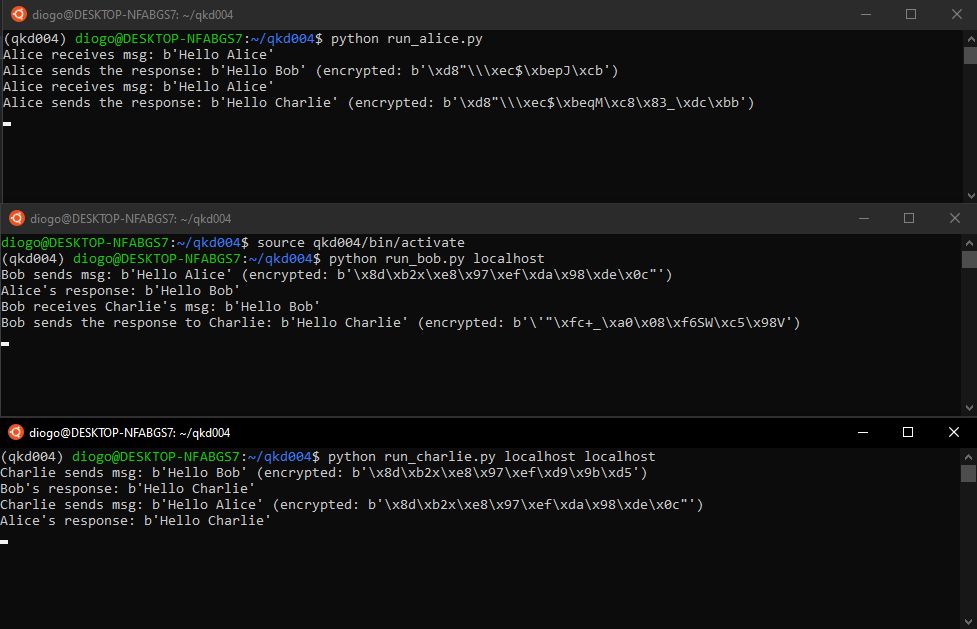 diogo@DESKTOP-NFABGS7: ~/qkd004
(qkd004) diogo@DESKTOP-NFABGS7:~/qkd004$ python run_alice.py
Alice receives msg: b'Hello Alice'
Alice sends the response: b'Hello Bob' (encrypted: b'\xd8"\\\xec$\xbepJ\xcb')
Alice receives msg: b'Hello Alice'
Alice sends the response: b'Hello Charlie' (encrypted: b'\xd8"\\\xec$\xbeqM\xc8\x83_\xdc\xbb')
diogo@DESKTOP-NFABGS7: ~/qkd004
diogo@DESKTOP-NFABGS7:~/qkd004$ source qkd004/bin/activate
(qkd004) diogo@DESKTOP-NFABGS7:~/qkd004$ python run_bob.py localhost
Bob sends msg: b'Hello Alice' (encrypted: b'\x8d\xb2x\xe8\x97\xef\xda\x98\xde\x0c"')
Alice's response: b'Hello Bob'
Bob receives Charlie's msg: b'Hello Bob'
Bob sends the response to Charlie: b'Hello Charlie' (encrypted: b'\'"\xfc+_\xa0\x08\xf6SW\xc5\x98V')
diogo@DESKTOP-NFABGS7: ~/qkd004
(qkd004) diogo@DESKTOP-NFABGS7:~/qkd004$ python run_charlie.py localhost localhost
Charlie sends msg: b'Hello Bob' (encrypted: b'\x8d\xb2x\xe8\x97\xef\xd9\x9b\xd5')
Bob's response: b'Hello Charlie'
Charlie sends msg: b'Hello Alice' (encrypted: b'\x8d\xb2x\xe8\x97\xef\xda\x98\xde\x0c"')
Alice's response: b'Hello Charlie'